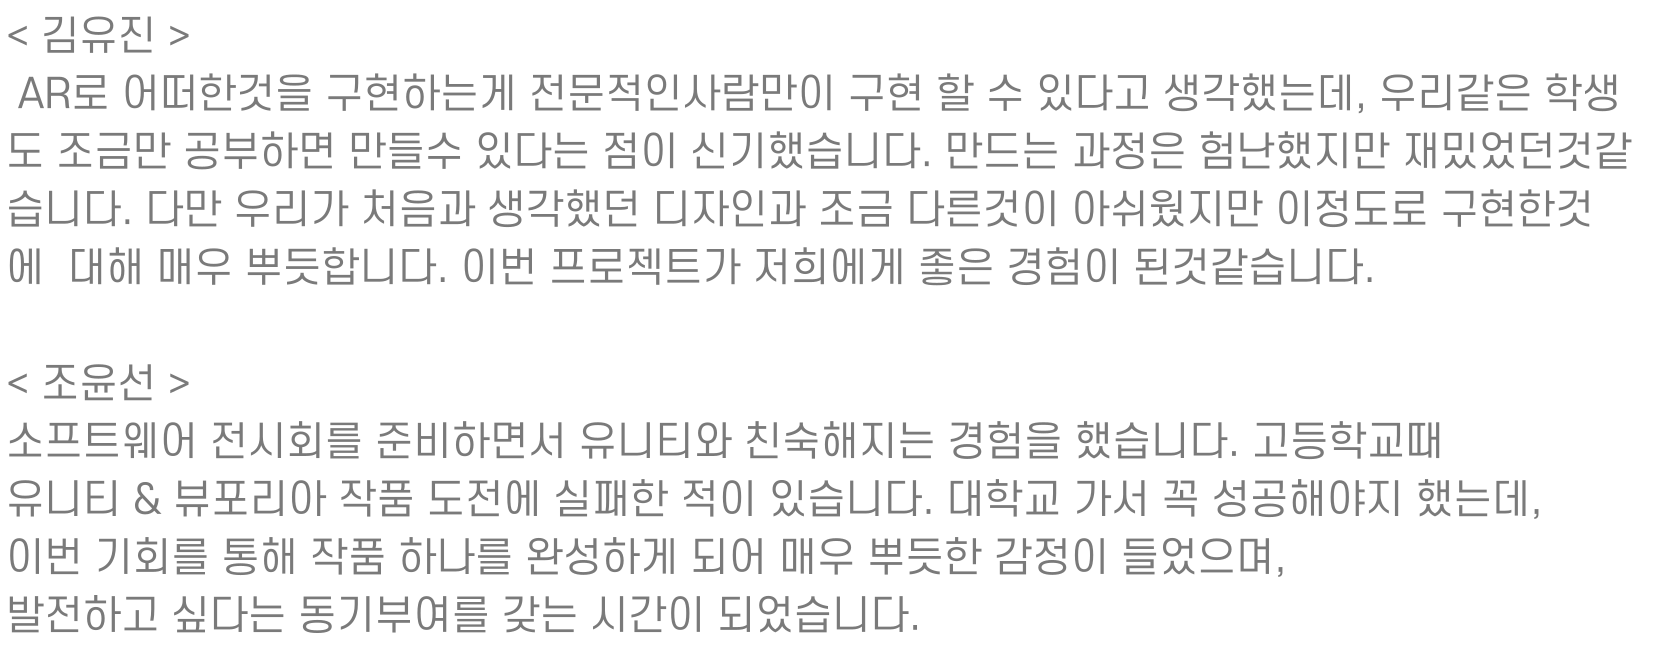 < 김유진 >
AR로 어떠한것을 구현하는게 전문적인사람만이 구현 할 수 있다고 생각했는데, 우리같은 학생
도 조금만 공부하면 만들수 있다는 점이 신기했습니다. 만드는 과정은 험난했지만 재밌었던것같
습니다. 다만 우리가 처음과 생각했던 디자인과 조금 다른것이 아쉬웠지만 이정도로 구현한것
에  대해 매우 뿌듯합니다. 이번 프로젝트가 저희에게 좋은 경험이 된것같습니다.
< 조윤선 >
소프트웨어 전시회를 준비하면서 유니티와 친숙해지는 경험을 했습니다. 고등학교때
유니티 & 뷰포리아 작품 도전에 실패한 적이 있습니다. 대학교 가서 꼭 성공해야지 했는데,
이번 기회를 통해 작품 하나를 완성하게 되어 매우 뿌듯한 감정이 들었으며,
발전하고 싶다는 동기부여를 갖는 시간이 되었습니다.